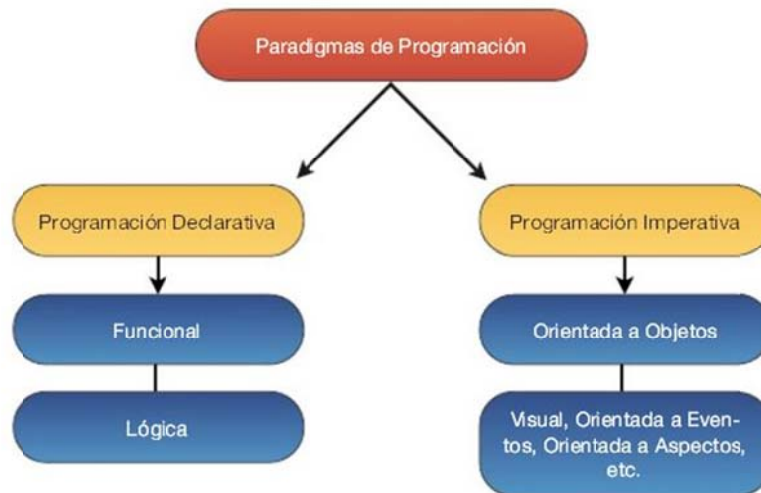 Paradigmas de Programación
Programación Declarativa
Programación Imperativa
Funcional
Orientada a Objetos
Lógica
Visual, Orientada a Even-
tos, Orientada a Aspectos,
etc.